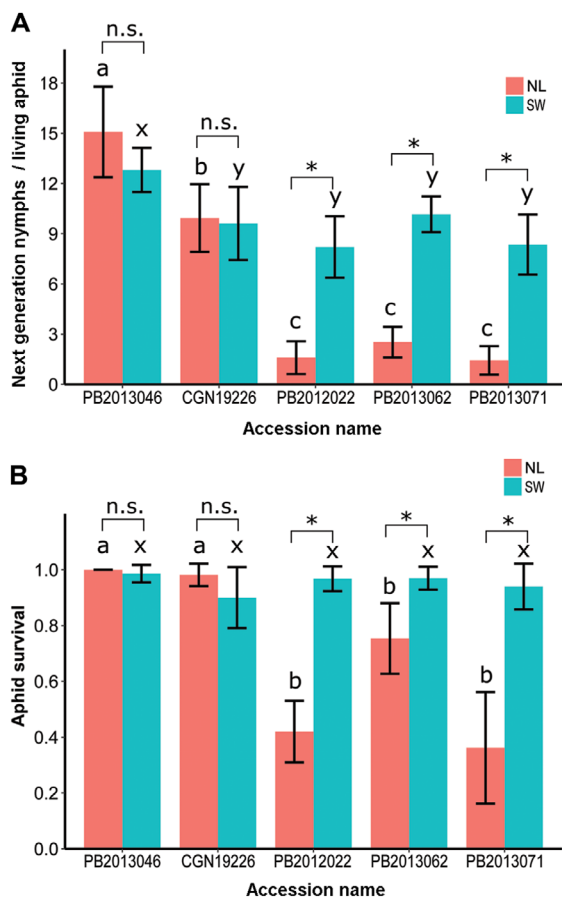 A
n.s.
NL
SW
18
a
x
n.s.
15
*
*
*
12
b
y
y
y
y
9
6
3
c
c
c
0
Next generation nymphs / living aphid
PB2013046 CGN19226 PB2012022 PB2013062 PB2013071
Accession name
B
NL
SW
n.s. n.s. * * *
a x a x x x x
1.0
0.8
b
b
b
0.6
0.4
0.2
0.0
Aphid survival
PB2013046 CGN19226 PB2012022 PB2013062 PB2013071
Accession name